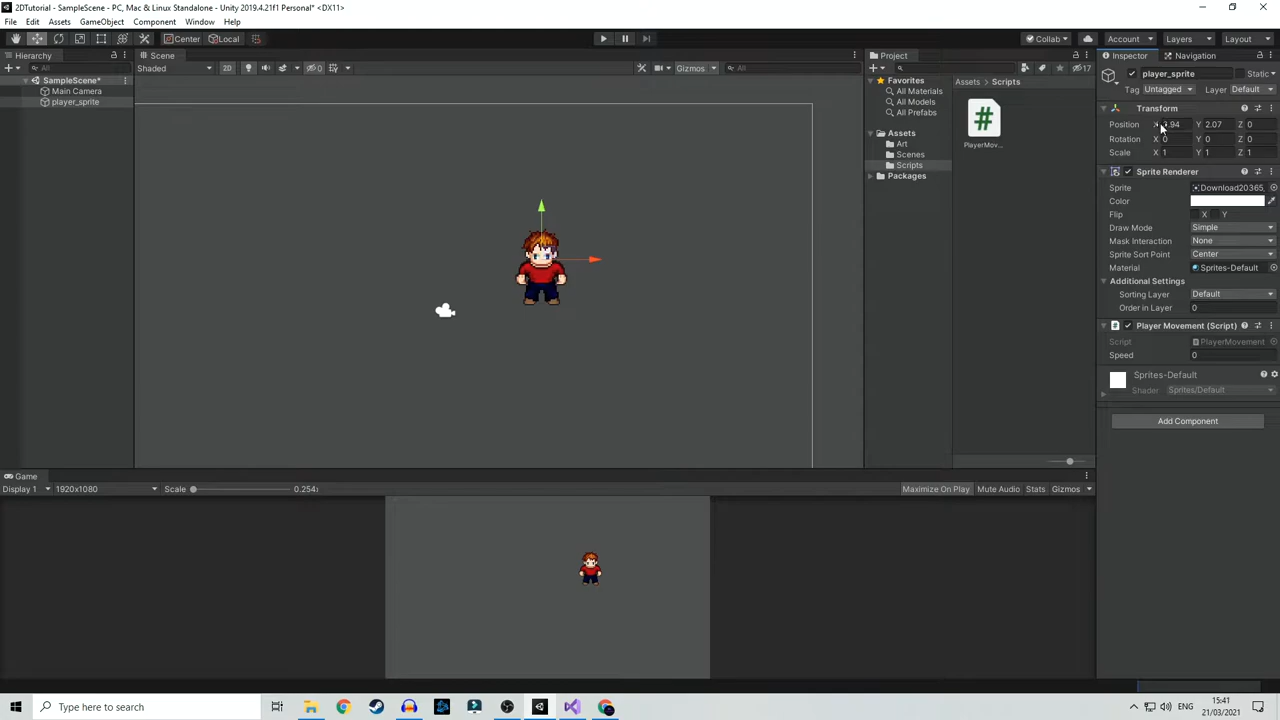 2DTutorial - SampleScene - PC, Mac & Linux Standalone - Unity 2019.4.21f1 Personal* <DX11>
File Edit Assets GameObject Component Window Help
Center Local Collab Account Layers Layout
Hierarchy Scene Project Inspector Navigation
All Shaded 2D 0 Gizmos All 17
SampleScene*
Main Camera
player_sprite
Favorites
All Materials
All Models
All Prefabs
Assets
Art
Scenes
Scripts
Packages
Assets Scripts
PlayerMov...
player_sprite Static
Tag Untagged Layer Default
Transform
Position X .94 Y 2.07 Z 0
Rotation X 0 Y 0 Z 0
Scale X 1 Y 1 Z 1
Sprite Renderer
Sprite Download20365
Color
Flip X Y
Draw Mode Simple
Mask Interaction None
Sprite Sort Point Center
Material Sprites-Default
Additional Settings
Sorting Layer Default
Order in Layer 0
Player Movement (Script)
Script PlayerMovement
Speed 0
Sprites-Default
Shader Sprites/Default
Add Component
Game
Display 1 1920x1080 Scale 0.254 Maximize On Play Mute Audio Stats Gizmos
Type here to search
ENG
15:41
21/03/2021